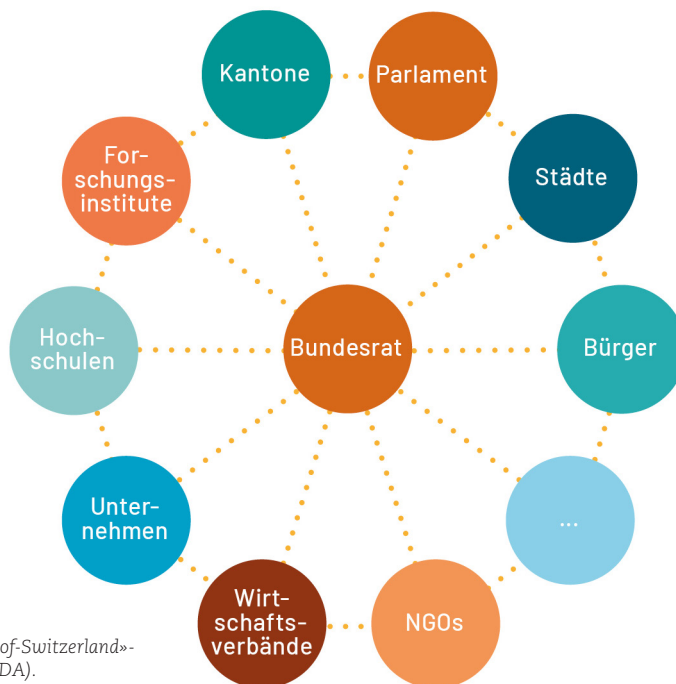 Kantone
Parlament
For-
schungs-
institute
Städte
Hoch-
schulen
Bundesrat
Bürger
Unter-
nehmen
...
Wirt-
schafts-
verbände
NGOs
of-Switzerland»-
DA).